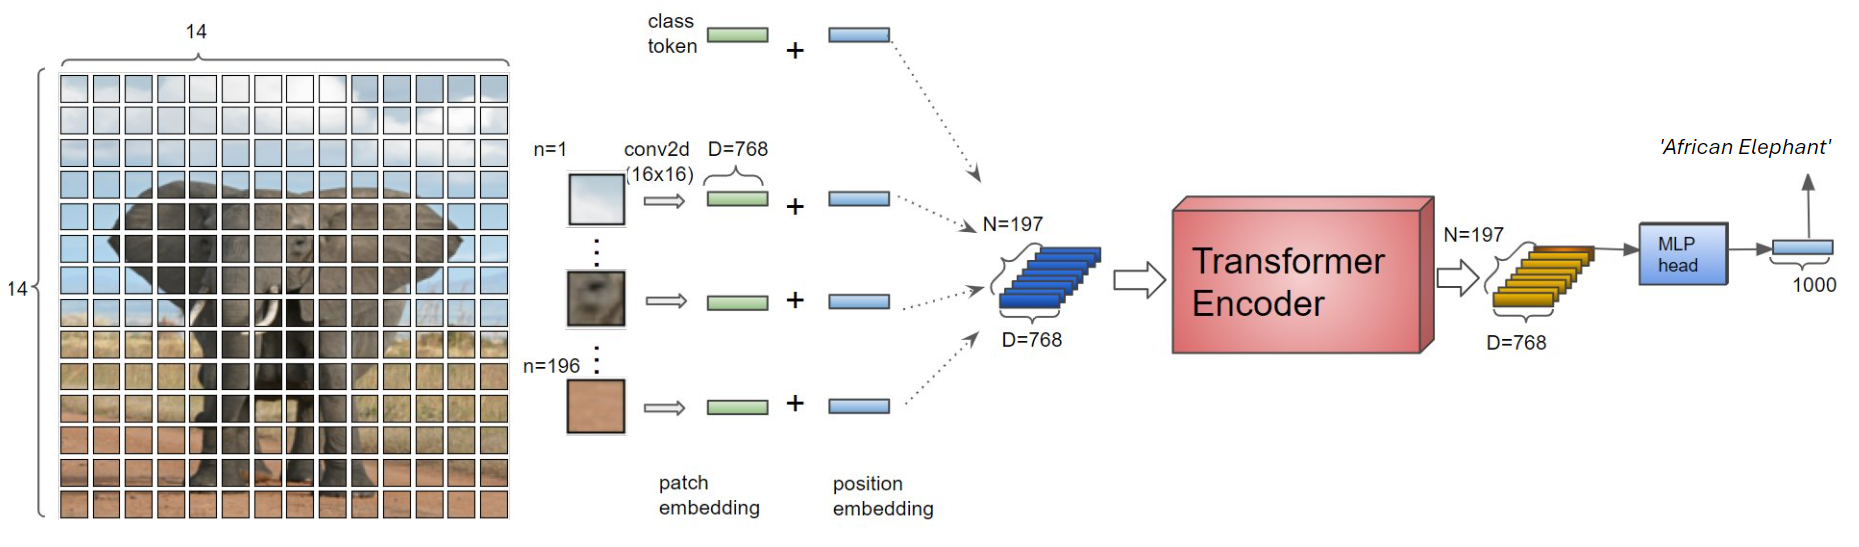 14
14
class
token
+
n=1
conv2d
(16x16)
D=768
+
+
n=196
+
patch
embedding
position
embedding
N=197
D=768
Transformer
Encoder
N=197
D=768
MLP
head
'African Elephant'
1000